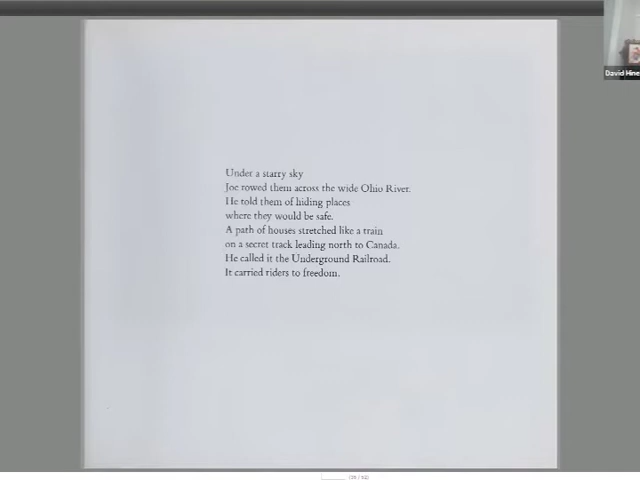 Under a starry sky
Joe rowed them across the wide Ohio River.
He told them of hiding places
where they would be safe.
A path of houses stretched like a train
on a secret track leading north to Canada.
He called it the Underground Railroad.
It carried riders to freedom.
David Hine